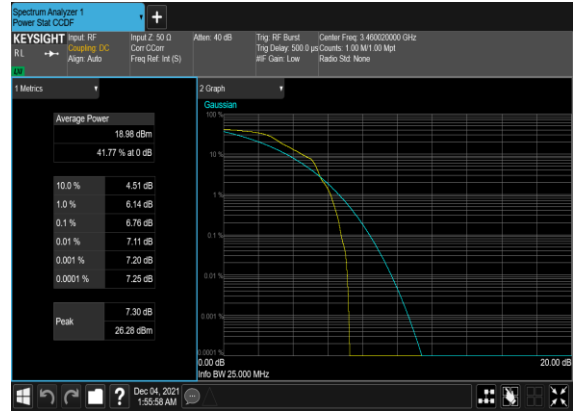 Spectrum Analyzer 1
Power Stat CCDF
KEYSIGHT
RL
LXI
Input: RF
Coupling: DC
Align: Auto
Input Z: 50 Ω
Corr CCorr
Freq Ref: Int (S)
Atten: 40 dB
Trig: RF Burst
Trig Delay: 500.0 µs
#IF Gain: Low
Center Freq: 3.460020000 GHz
Counts: 1.00 M/1.00 Mpt
Radio Std: None
1 Metrics
Average Power
18.98 dBm
41.77 % at 0 dB
10.0 % 4.51 dB
1.0 % 6.14 dB
0.1 % 6.76 dB
0.01 % 7.11 dB
0.001 % 7.20 dB
0.0001 % 7.25 dB
Peak
7.30 dB
26.28 dBm
2 Graph
Gaussian
100 %
10 %
1 %
0.1 %
0.01 %
0.001 %
0.0001 %
0.00 dB
20.00 dB
Info BW 25.000 MHz
?
Dec 04, 2021
1:55:58 AM